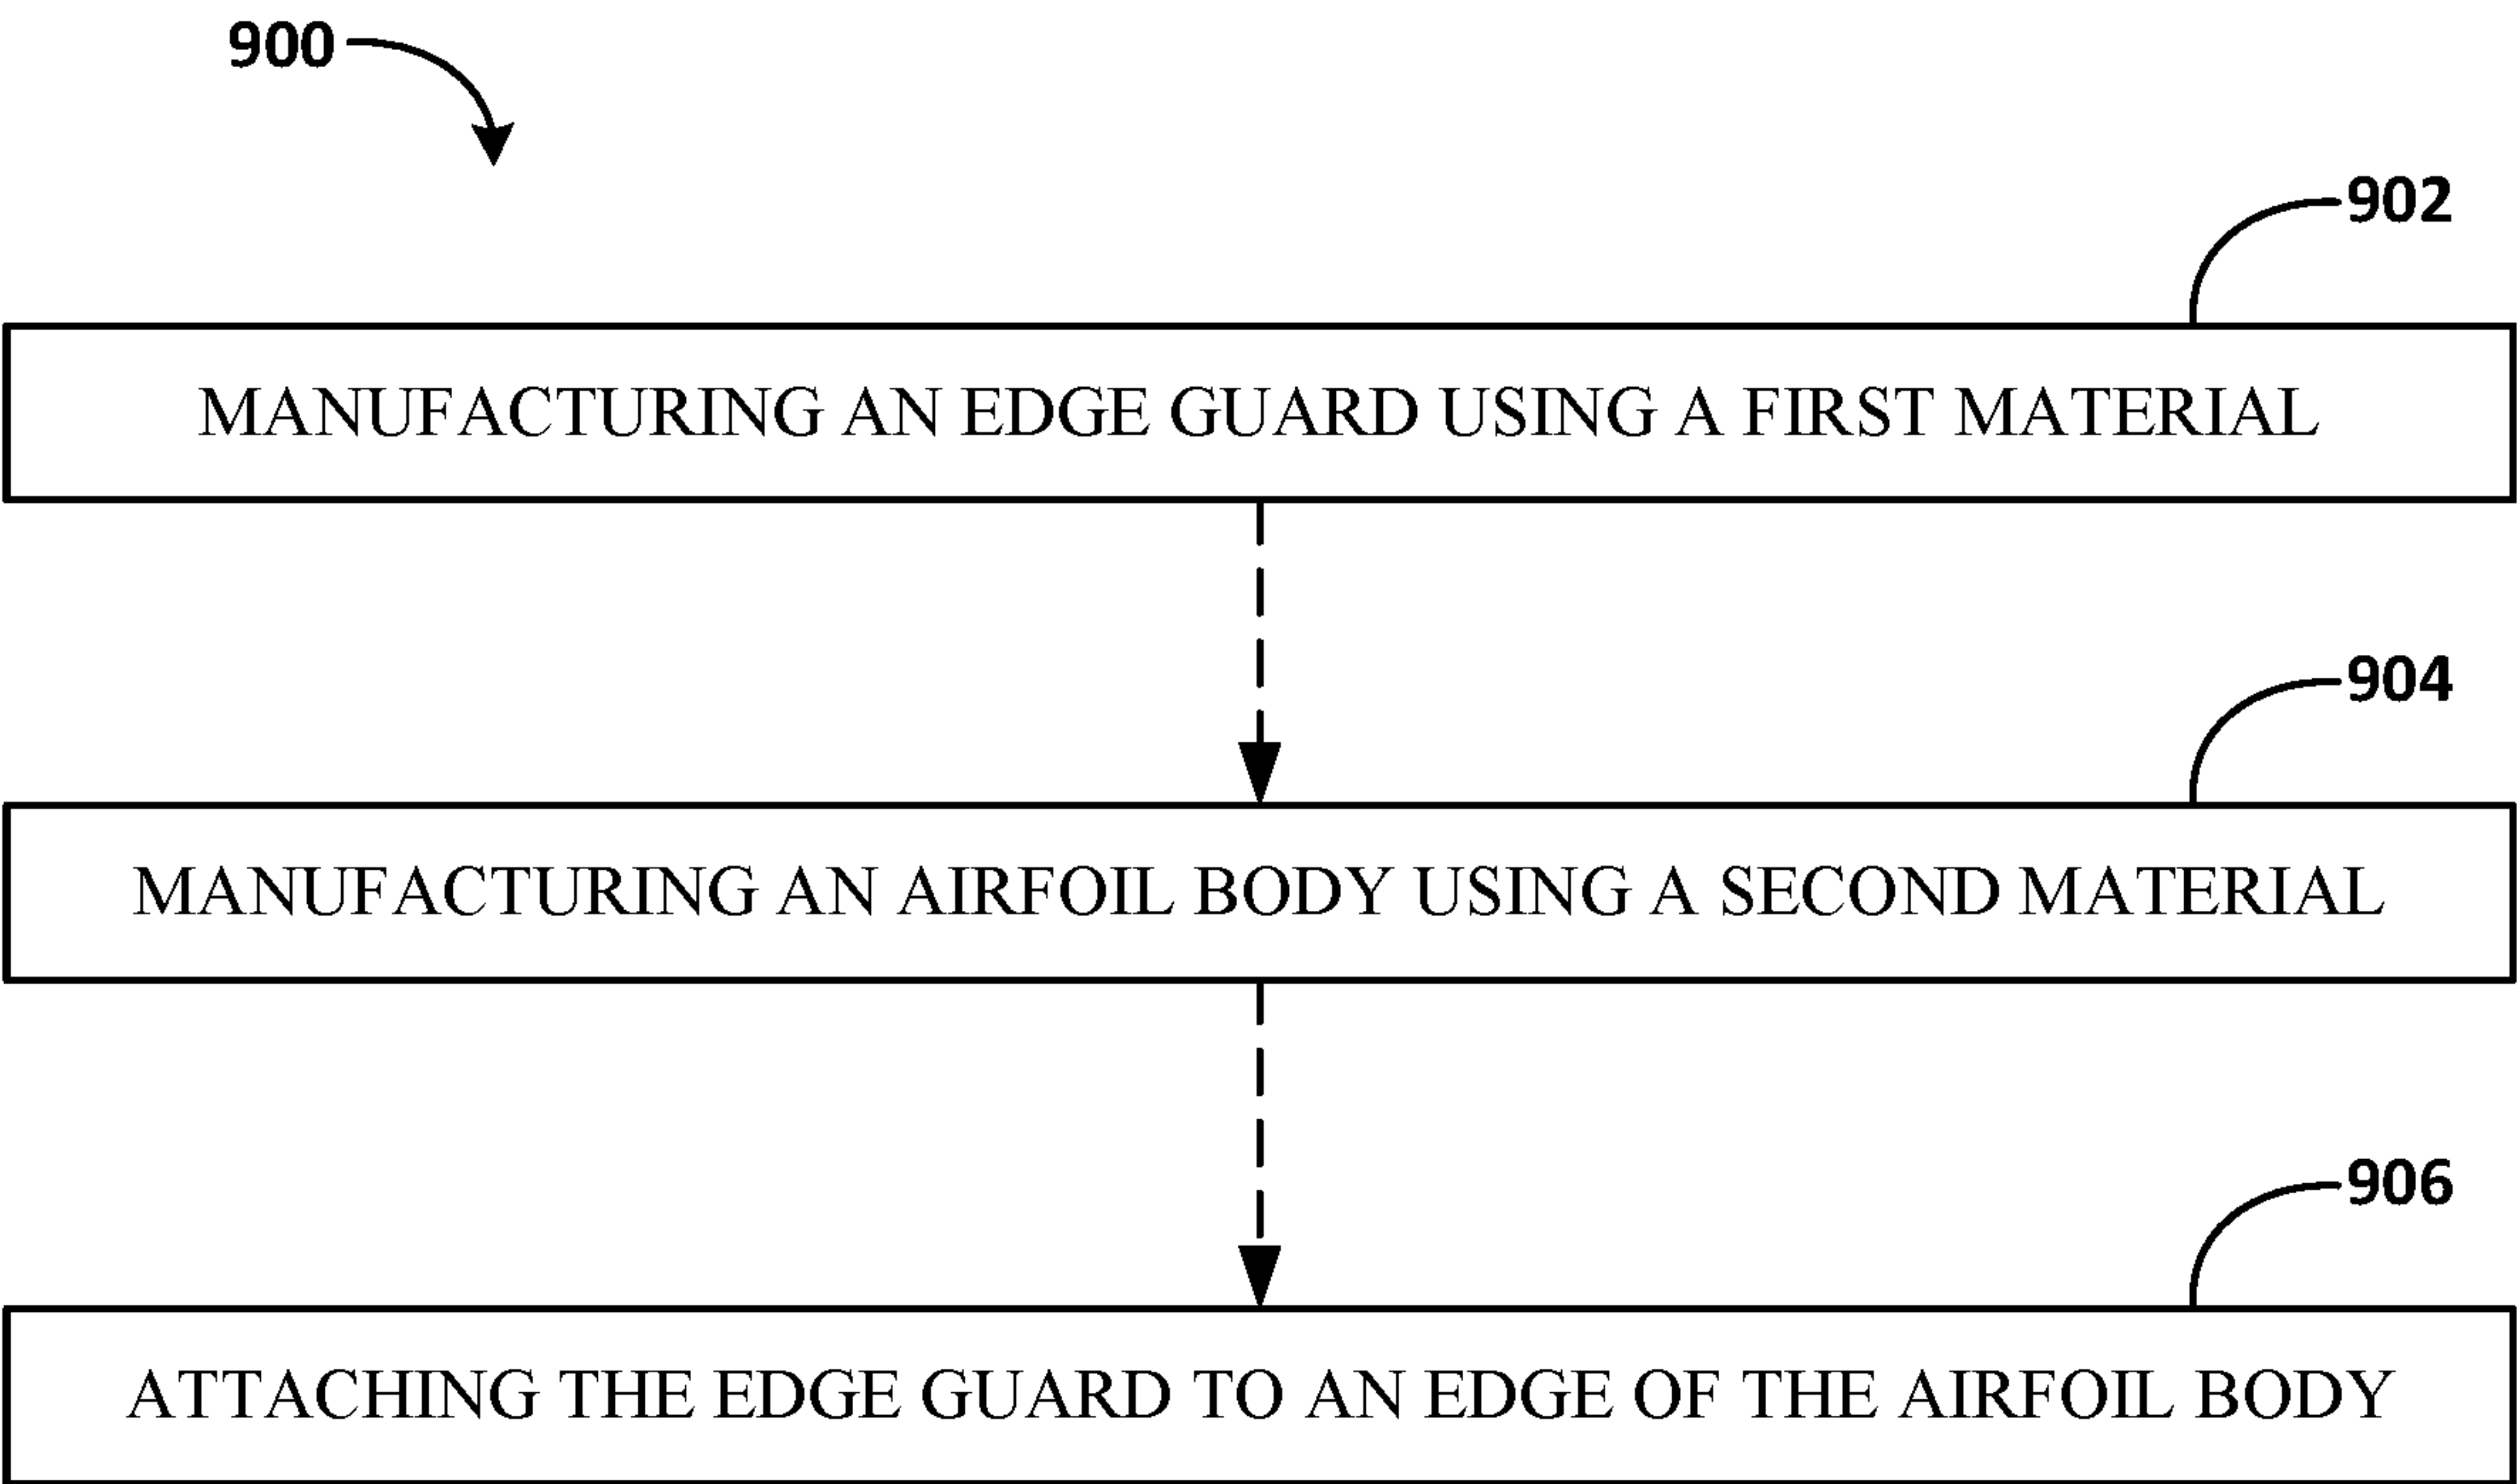 900
902
MANUFACTURING AN EDGE GUARD USING A FIRST MATERIAL
904
MANUFACTURING AN AIRFOIL BODY USING A SECOND MATERIAL
906
ATTACHING THE EDGE GUARD TO AN EDGE OF THE AIRFOIL BODY